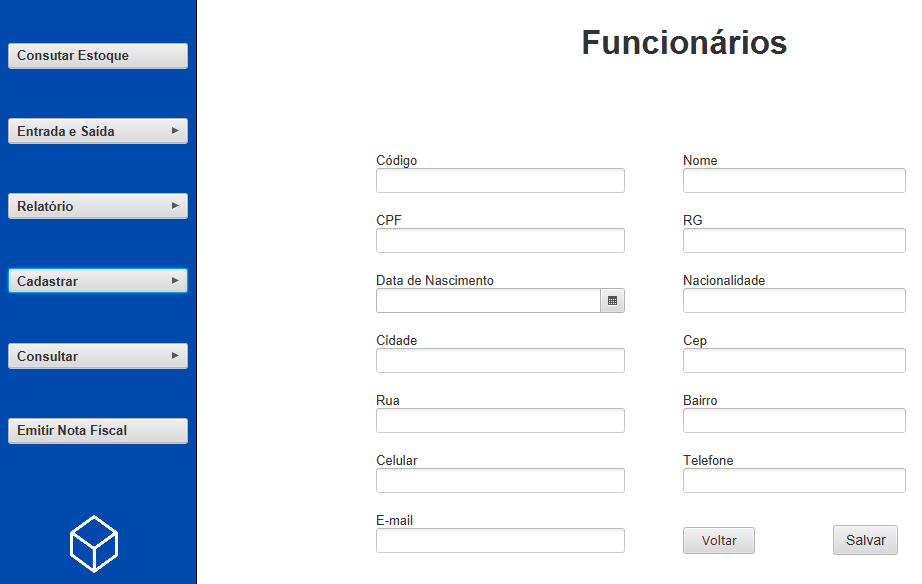 Consutar Estoque
Entrada e Saída
Relatório
Cadastrar
Consultar
Emitir Nota Fiscal
Funcionários
Código
Nome
CPF
RG
Data de Nascimento
Nacionalidade
Cidade
Cep
Rua
Bairro
Celular
Telefone
E-mail
Voltar
Salvar